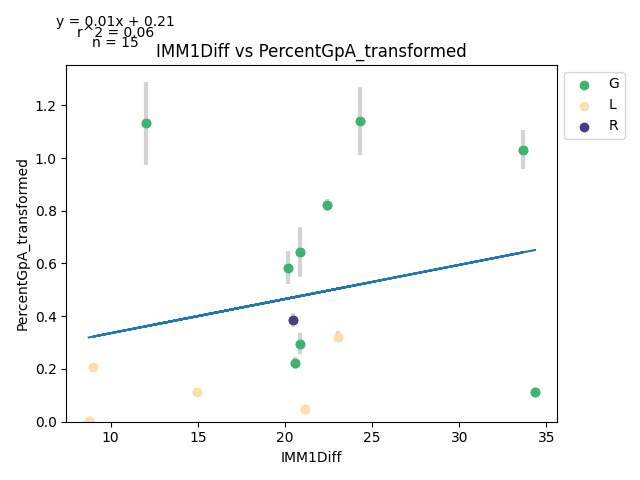 y = 0.01x + 0.21
r^2 = 0.06
n = 15
IMM1Diff vs PercentGpA_transformed
G
L
R
PercentGpA_transformed
1.2
1.0
0.8
0.6
0.4
0.2
0.0
10 15 20 25 30 35
IMM1Diff